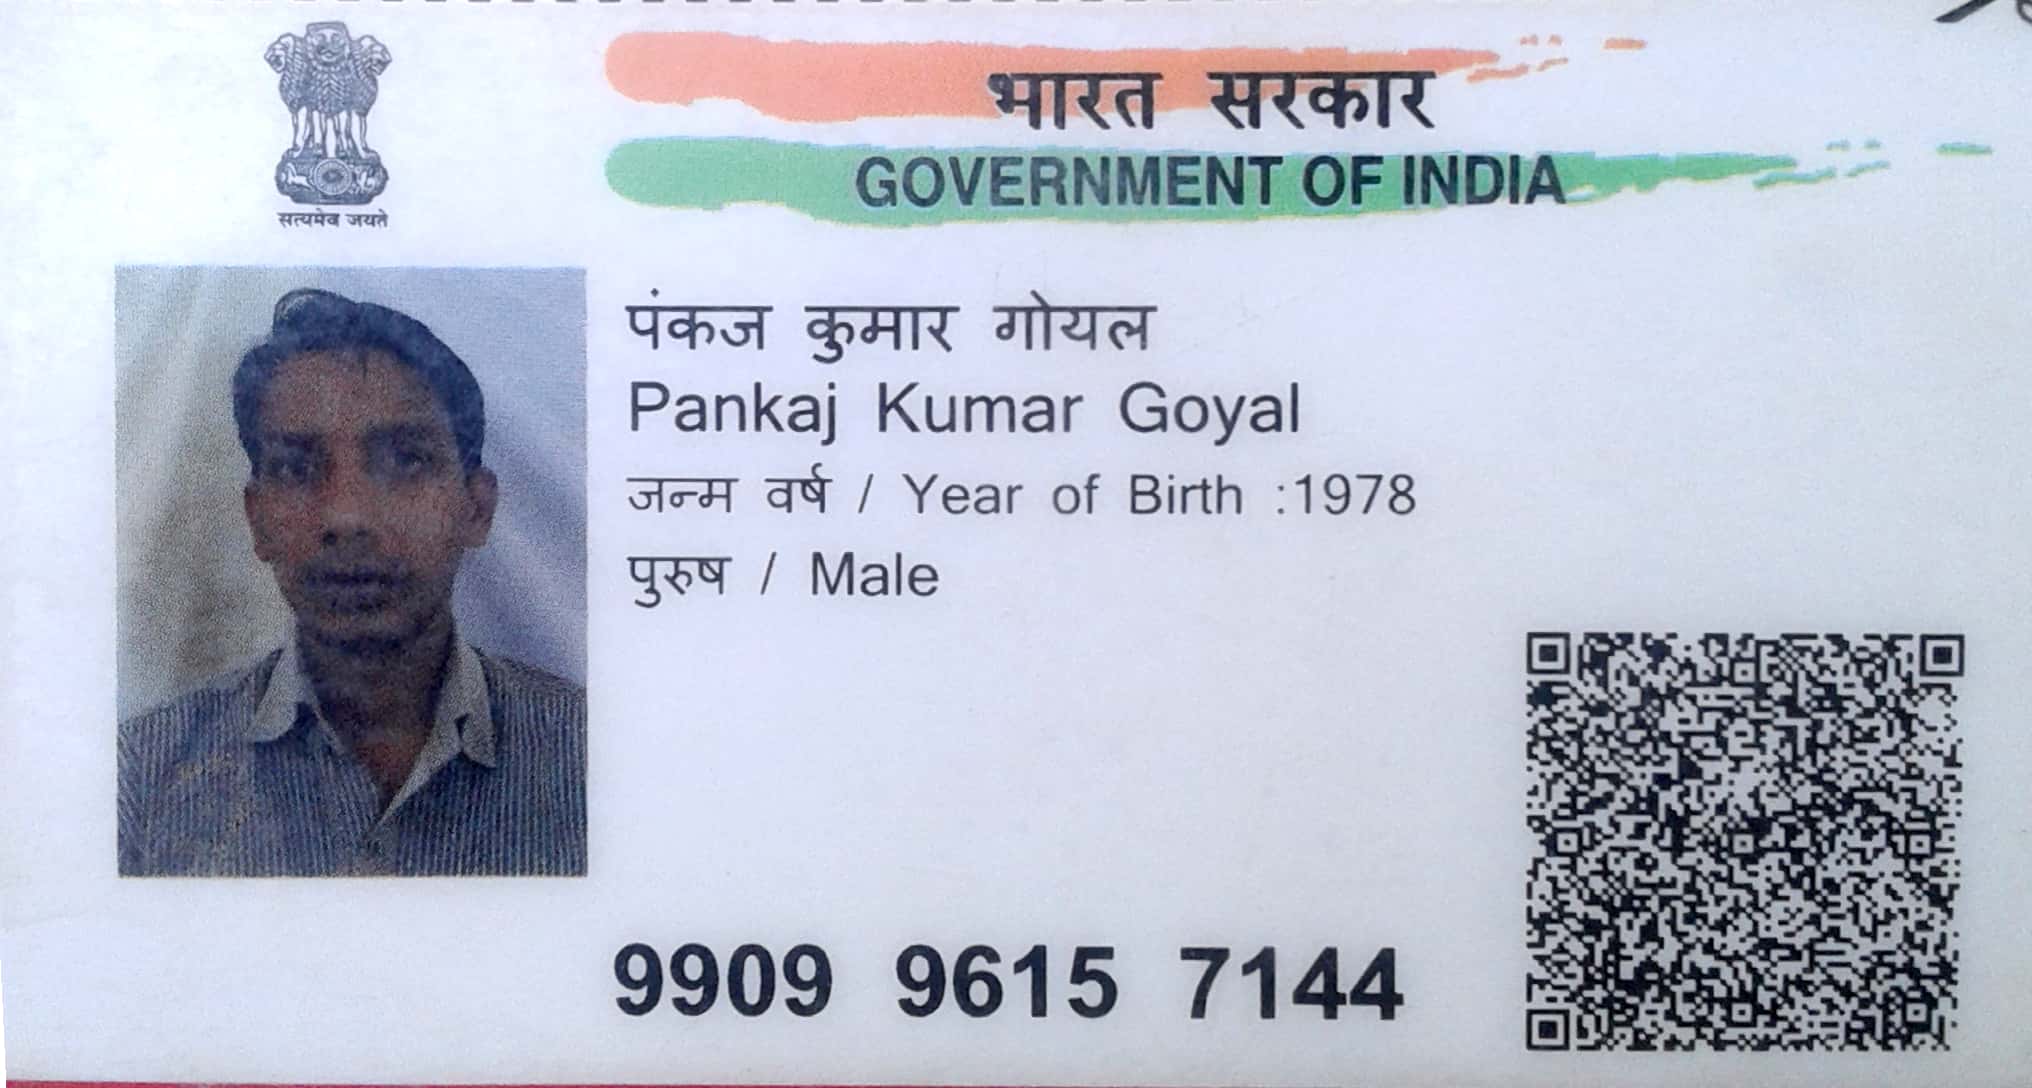 भारत सरकार
GOVERNMENT OF INDIA
सत्यमेव जयते
पंकज कुमार गोयल
Pankaj Kumar Goyal
जन्म वर्ष / Year of Birth :1978
पुरुष / Male
9909 9615 7144